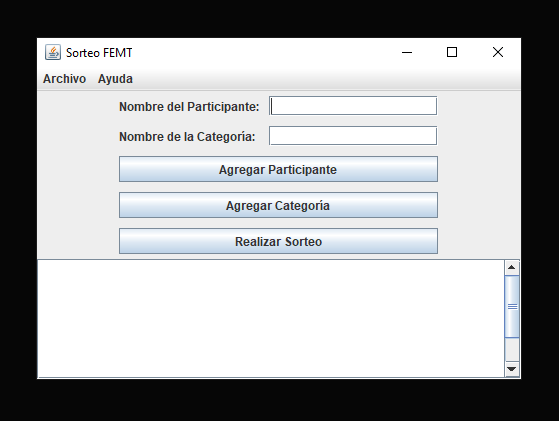 Sorteo FEMT
Archivo Ayuda
Nombre del Participante:
Nombre de la Categoría:
Agregar Participante
Agregar Categoría
Realizar Sorteo